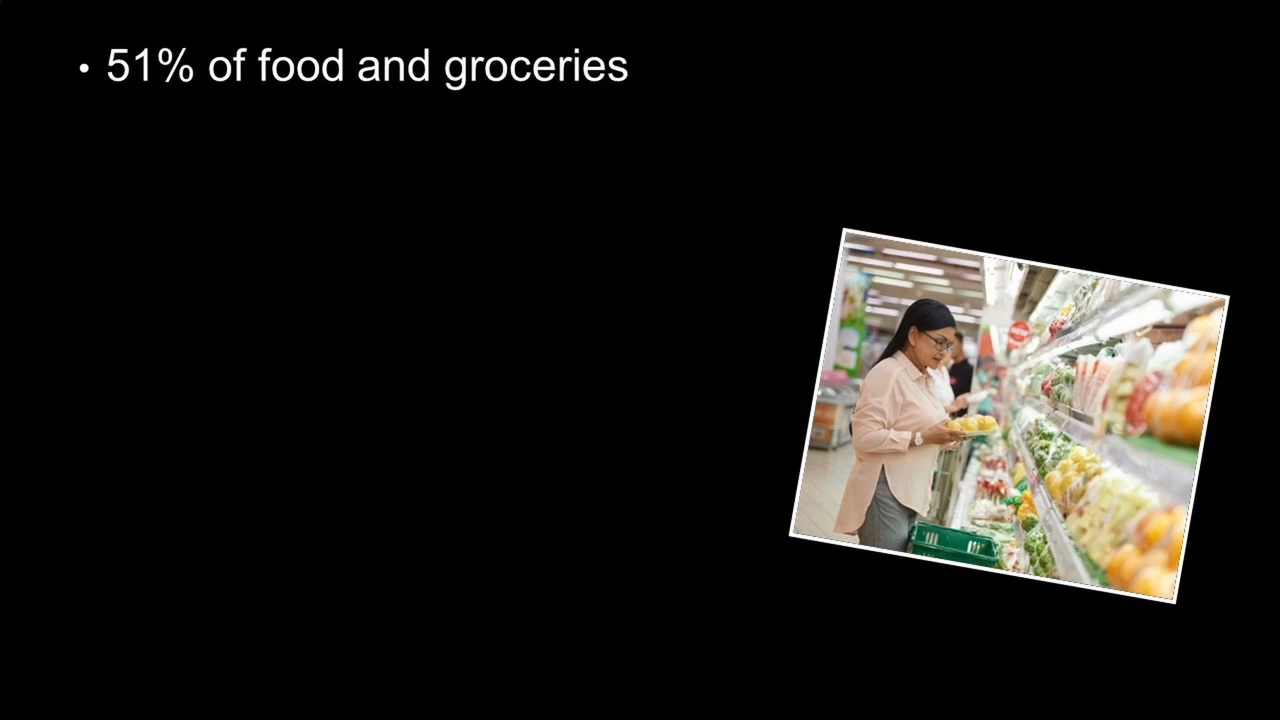 • 51% of food and groceries